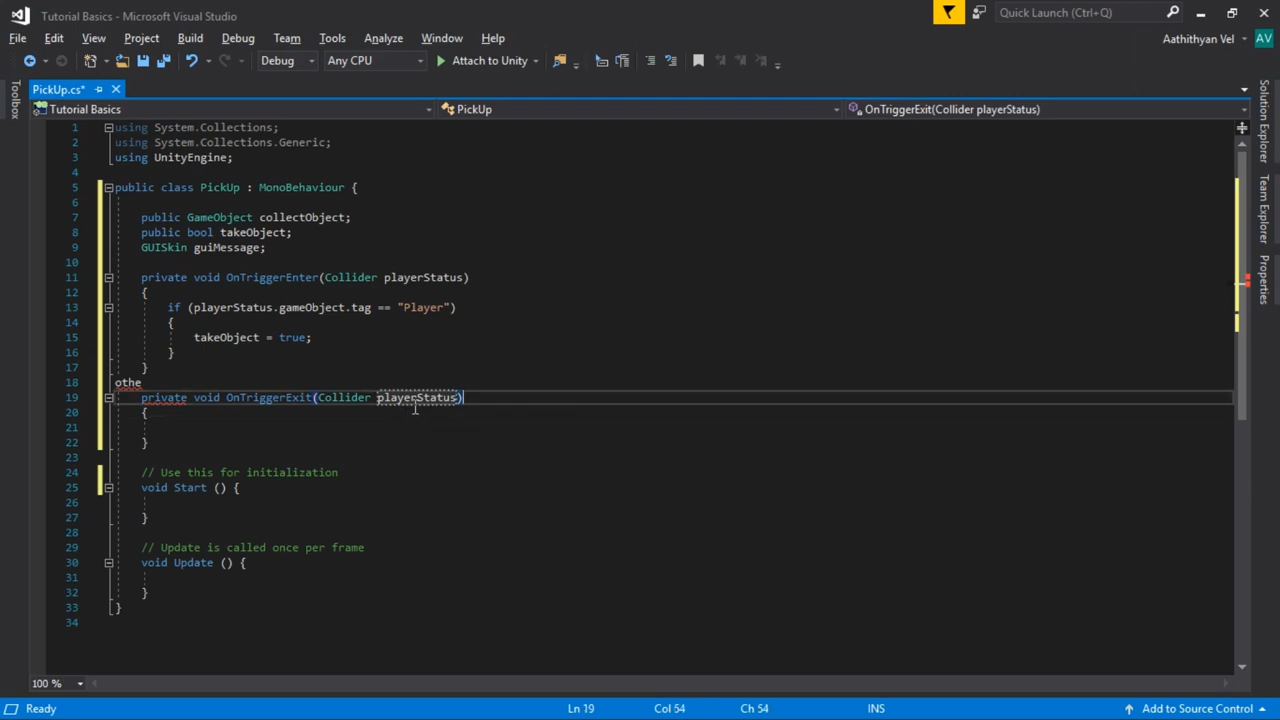 Tutorial Basics - Microsoft Visual Studio
Quick Launch (Ctrl+Q)
File Edit View Project Build Debug Team Tools Analyze Window Help
Aathithyan Vel AV
Debug Any CPU Attach to Unity
PickUp.cs*
Tutorial Basics PickUp OnTriggerExit(Collider playerStatus)
Toolbox
Solution Explorer
Team Explorer
Properties
1 using System.Collections;
2 using System.Collections.Generic;
3 using UnityEngine;
4
5 public class PickUp : MonoBehaviour {
6
7 public GameObject collectObject;
8 public bool takeObject;
9 GUISkin guiMessage;
10
11 private void OnTriggerEnter(Collider playerStatus)
12 {
13 if (playerStatus.gameObject.tag == "Player")
14 {
15 takeObject = true;
16 }
17 }
18 othe
19 private void OnTriggerExit(Collider playerStatus)
20 {
21
22 }
23
24 // Use this for initialization
25 void Start () {
26
27 }
28
29 // Update is called once per frame
30 void Update () {
31
32 }
33 }
34
100 %
Ready Ln 19 Col 54 Ch 54 INS Add to Source Control